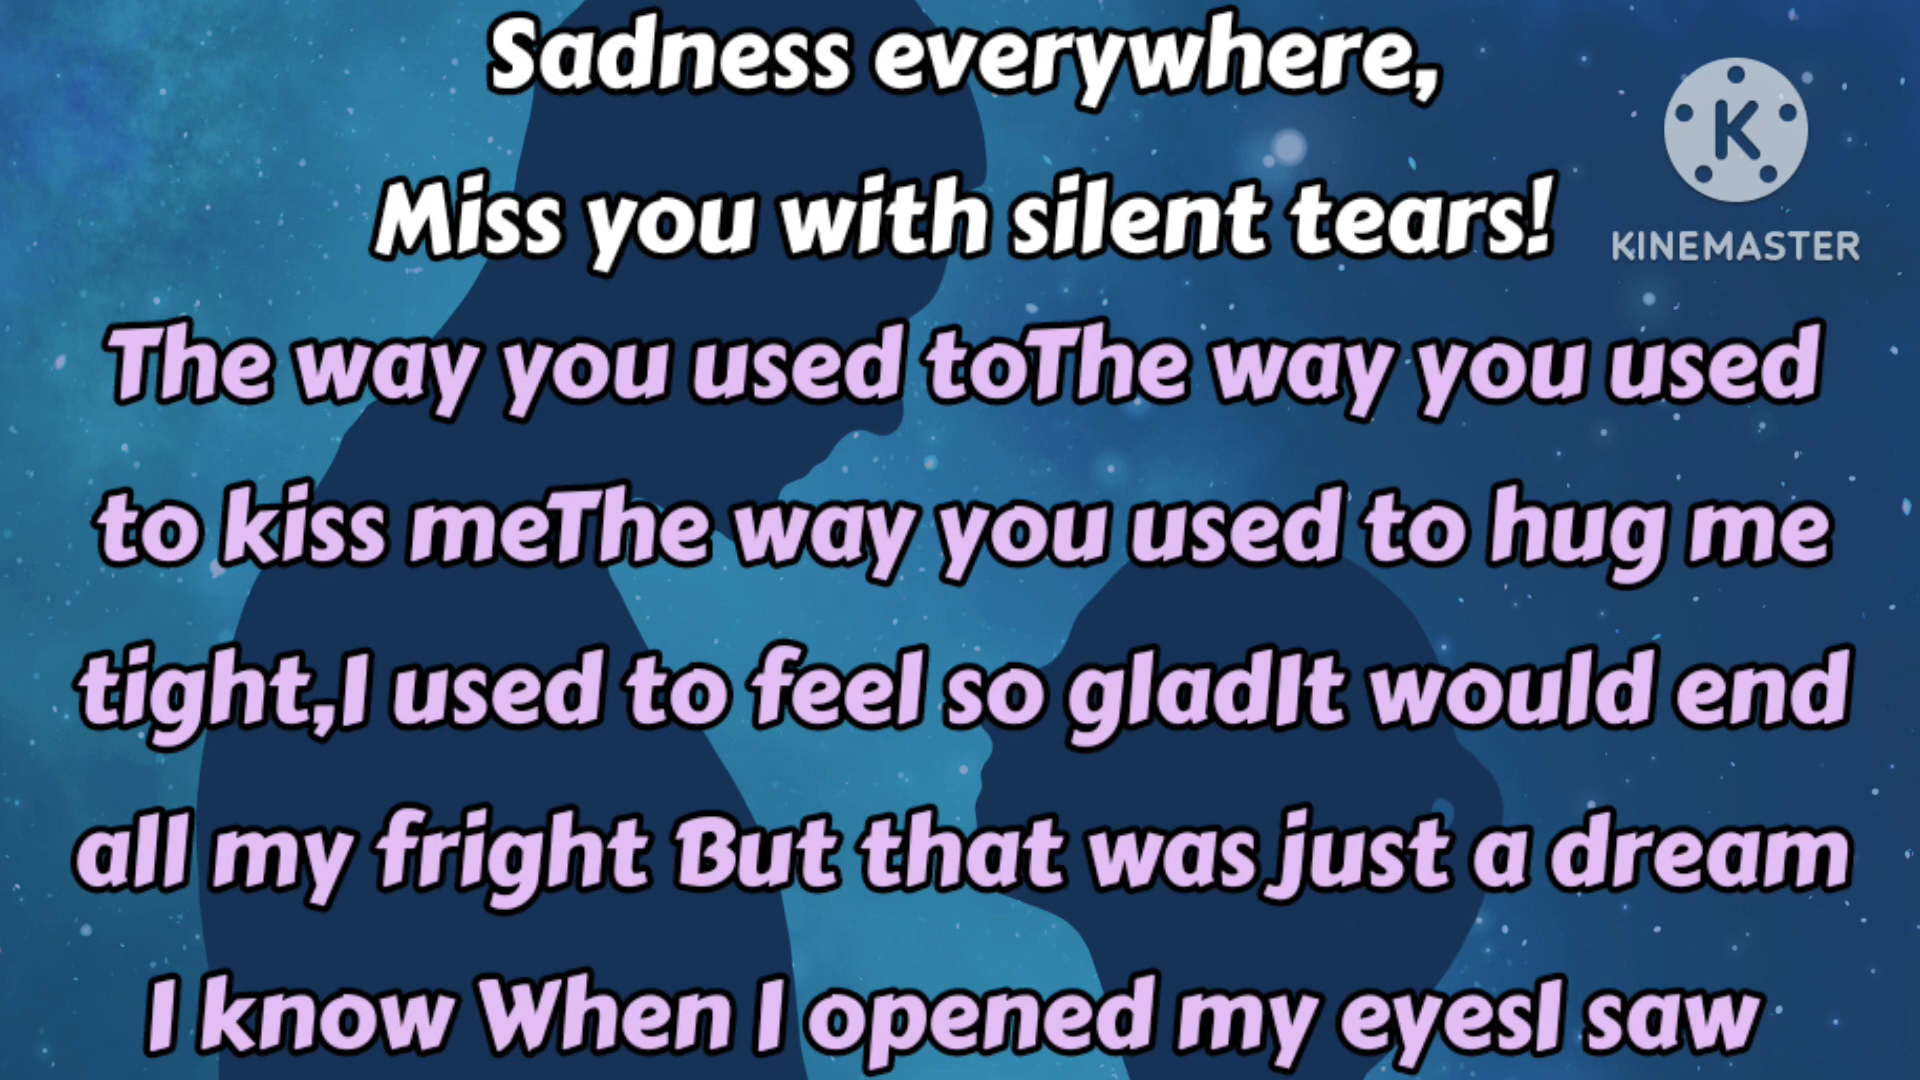 Sadness everywhere,
Miss you with silent tears!
The way you used toThe way you used
to kiss meThe way you used to hug me
tight,I used to feel so gladIt would end
all my fright But that was just a dream
I know When I opened my eyesI saw
K
KINEMASTER